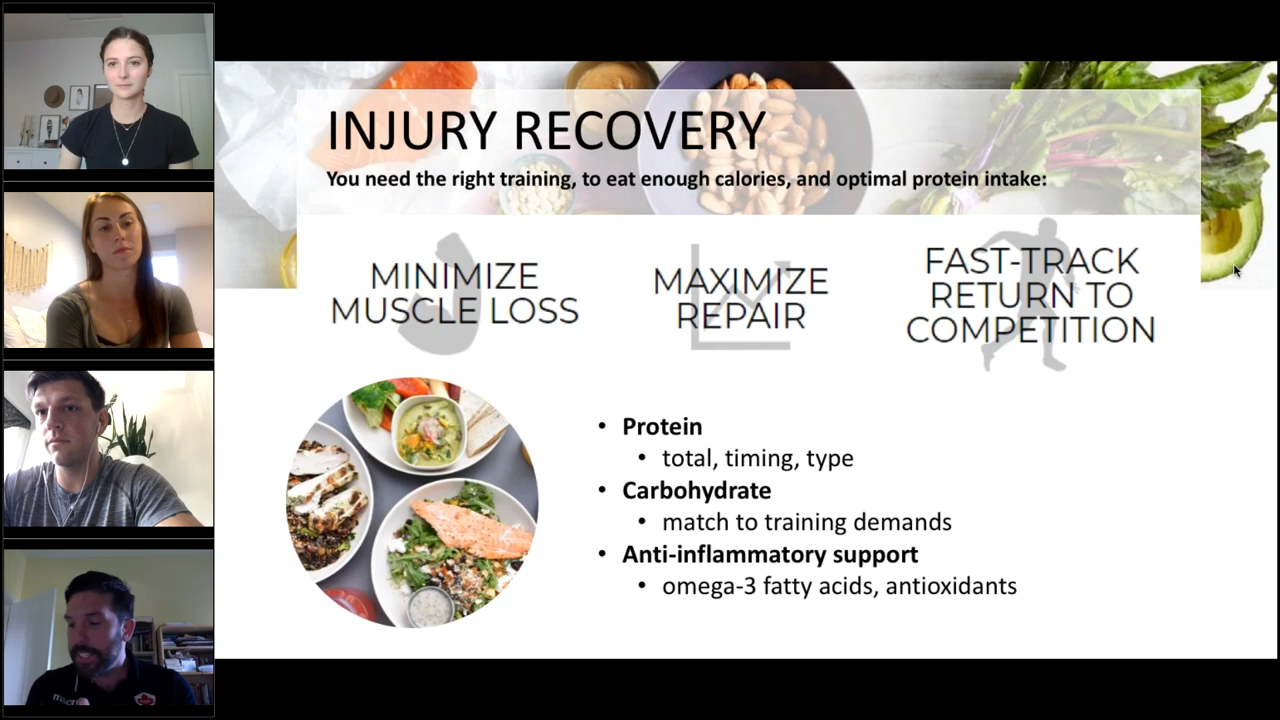 INJURY RECOVERY
You need the right training, to eat enough calories, and optimal protein intake:
MINIMIZE
MUSCLE LOSS
MAXIMIZE
REPAIR
FAST-TRACK
RETURN TO
COMPETITION
• Protein
• total, timing, type
• Carbohydrate
• match to training demands
• Anti-inflammatory support
• omega-3 fatty acids, antioxidants